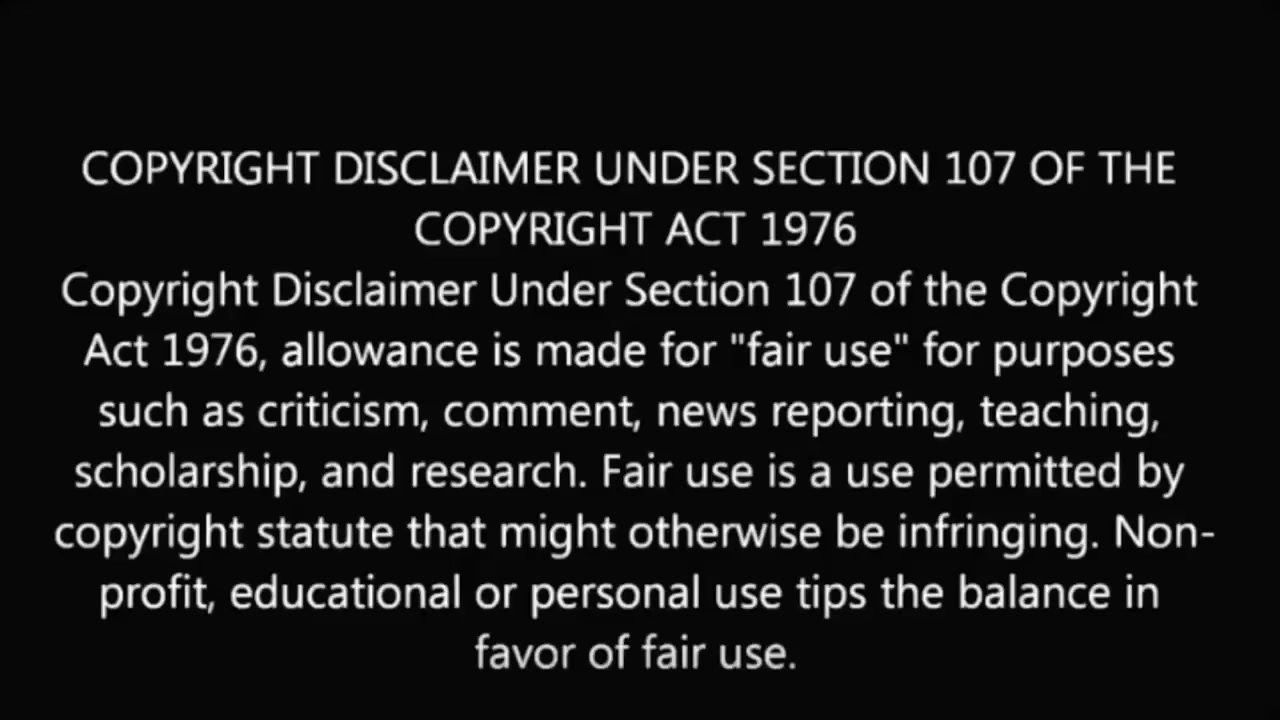 COPYRIGHT DISCLAIMER UNDER SECTION 107 OF THE
COPYRIGHT ACT 1976
Copyright Disclaimer Under Section 107 of the Copyright
Act 1976, allowance is made for "fair use" for purposes
such as criticism, comment, news reporting, teaching,
scholarship, and research. Fair use is a use permitted by
copyright statute that might otherwise be infringing. Non-
profit, educational or personal use tips the balance in
favor of fair use.